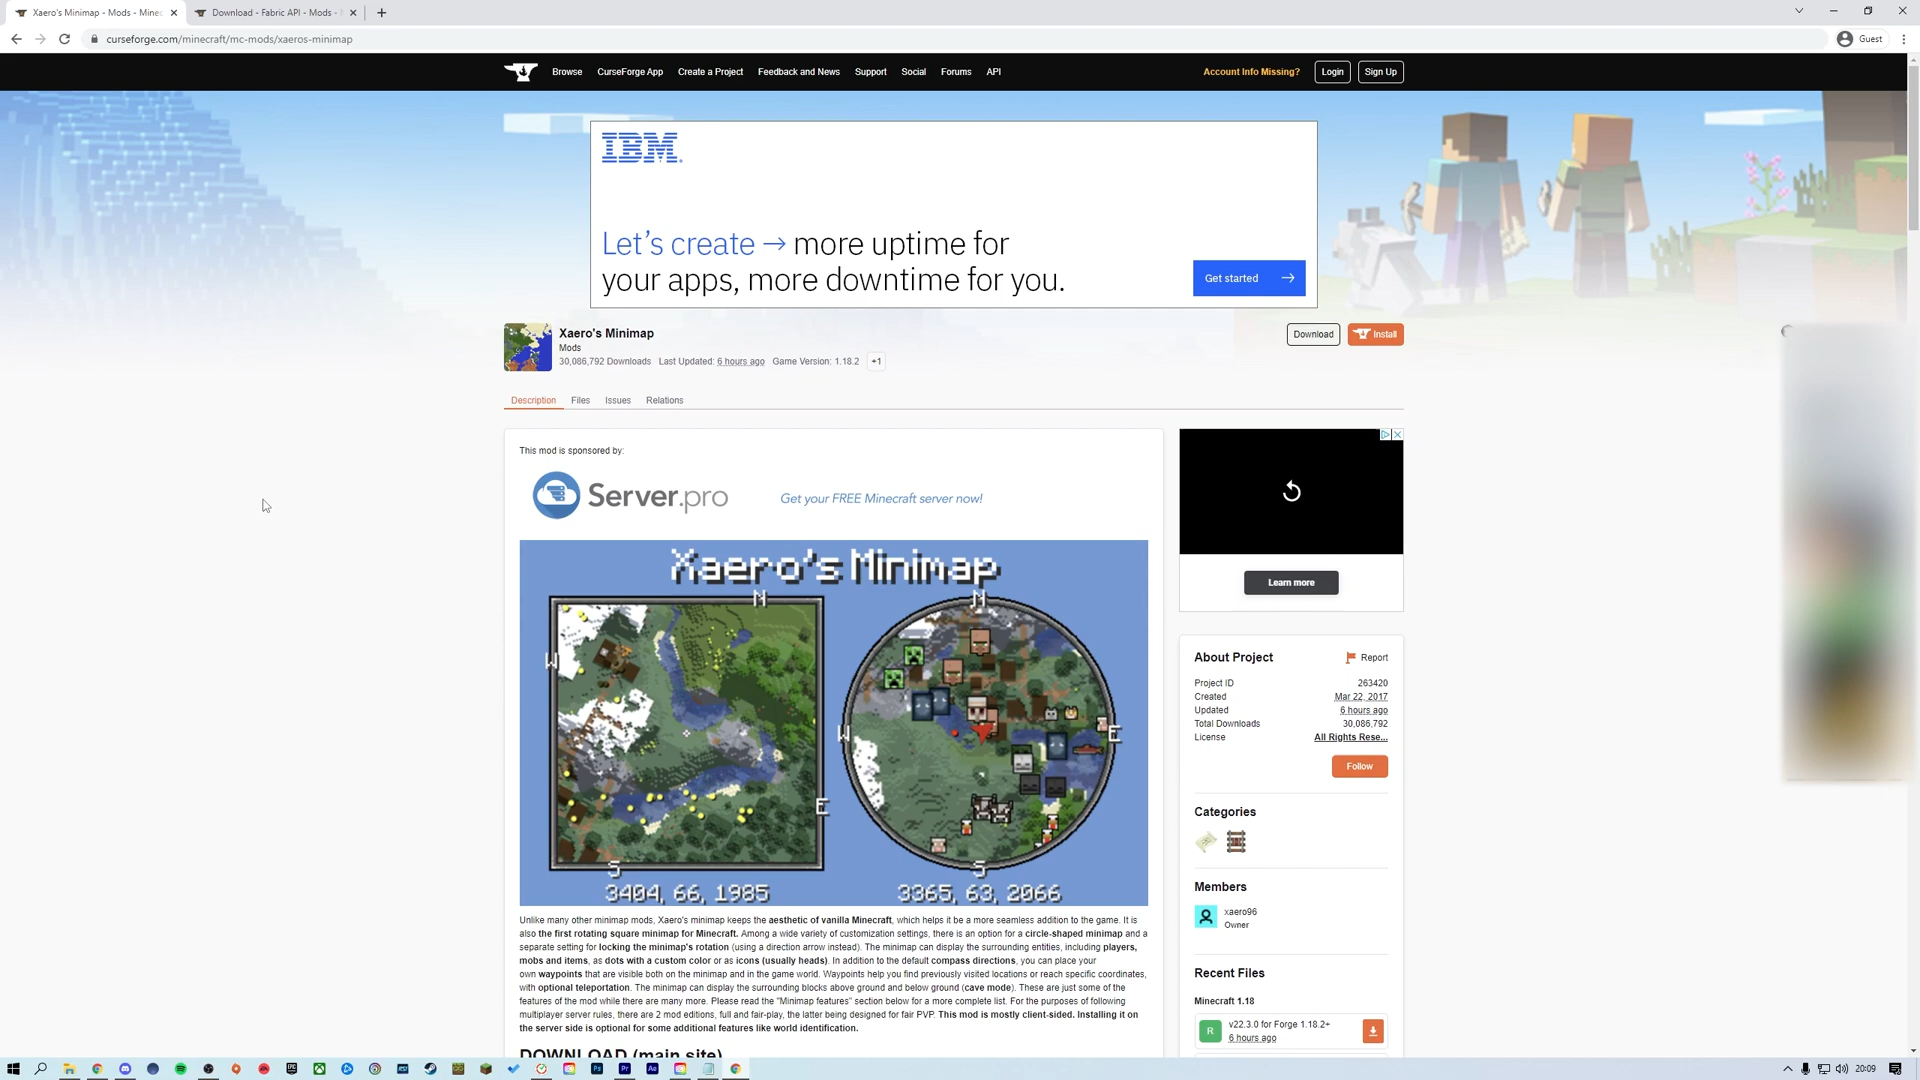 Xaero's Minimap - Mods - Minec
Download - Fabric API - Mods -
curseforge.com/minecraft/mc-mods/xaeros-minimap
Guest
Browse
CurseForge App
Create a Project
Feedback and News
Support
Social
Forums
API
Account Info Missing?
Login
Sign Up
IBM
Let's create → more uptime for
your apps, more downtime for you.
Get started →
Xaero's Minimap
Mods
30,086,792 Downloads Last Updated: 6 hours ago Game Version: 1.18.2 +1
Download
Install
Description
Files
Issues
Relations
This mod is sponsored by:
Server.pro
Get your FREE Minecraft server now!
Xaero's Minimap
N
W
E
S
3404, 66, 1985
N
W
E
S
3365, 63, 2066
Unlike many other minimap mods, Xaero's minimap keeps the aesthetic of vanilla Minecraft, which helps it be a more seamless addition to the game. It is
also the first rotating square minimap for Minecraft. Among a wide variety of customization settings, there is an option for a circle-shaped minimap and a
separate setting for locking the minimap's rotation (using a direction arrow instead). The minimap can display the surrounding entities, including players,
mobs and items, as dots with a custom color or as icons (usually heads). In addition to the default compass directions, you can place your
own waypoints that are visible both on the minimap and in the game world. Waypoints help you find previously visited locations or reach specific coordinates,
with optional teleportation. The minimap can display the surrounding blocks above ground and below ground (cave mode). These are just some of the
features of the mod while there are many more. Please read the "Minimap features" section below for a more complete list. For the purposes of following
multiplayer server rules, there are 2 mod editions, full and fair-play, the latter being designed for fair PVP. This mod is mostly client-sided. Installing it on
the server side is optional for some additional features like world identification.
DOWNLOAD (main site)
Learn more
About Project
Report
Project ID 263420
Created Mar 22, 2017
Updated 6 hours ago
Total Downloads 30,086,792
License All Rights Rese...
Follow
Categories
Members
xaero96
Owner
Recent Files
Minecraft 1.18
R
v22.3.0 for Forge 1.18.2+
6 hours ago
20:09